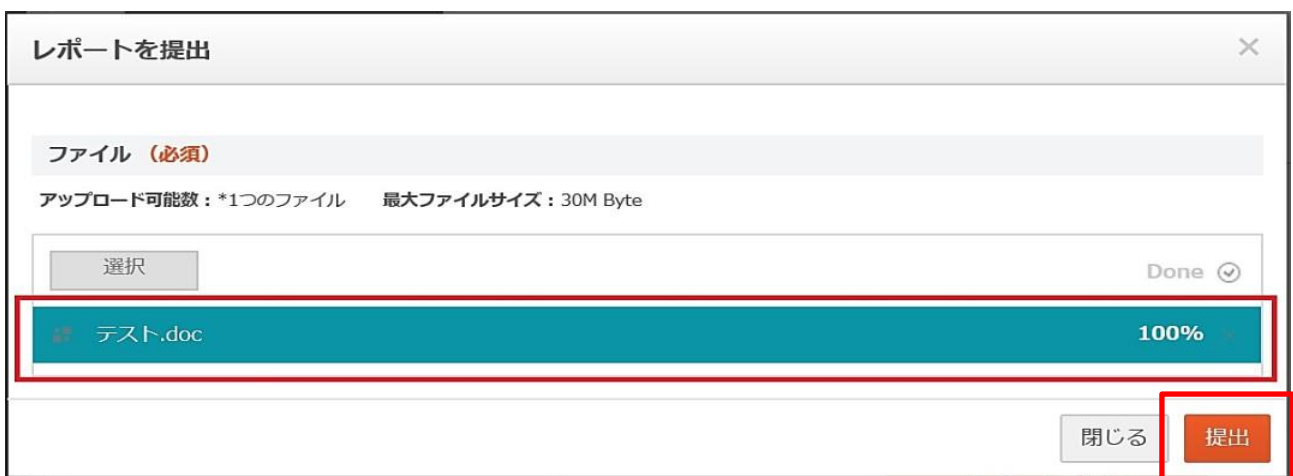 レポートを提出
ファイル （必須）
アップロード可能数：*1つのファイル 最大ファイルサイズ：30M Byte
選択 Done
テスト.doc 100%
閉じる 提出